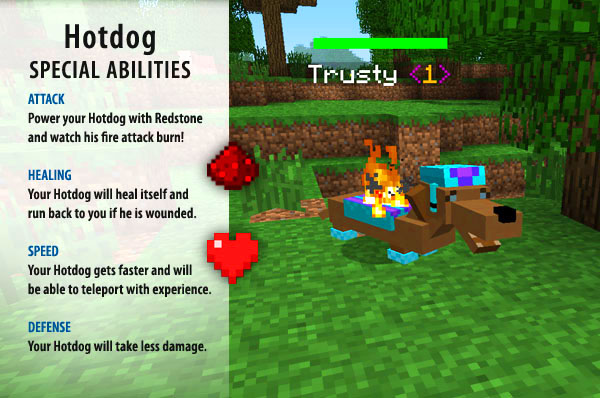 Hotdog
SPECIAL ABILITIES
ATTACK
Power your Hotdog with Redstone
and watch his fire attack burn!
HEALING
Your Hotdog will heal itself and
run back to you if he is wounded.
SPEED
Your Hotdog gets faster and will
be able to teleport with experience.
DEFENSE
Your Hotdog will take less damage.
Trusty <1>